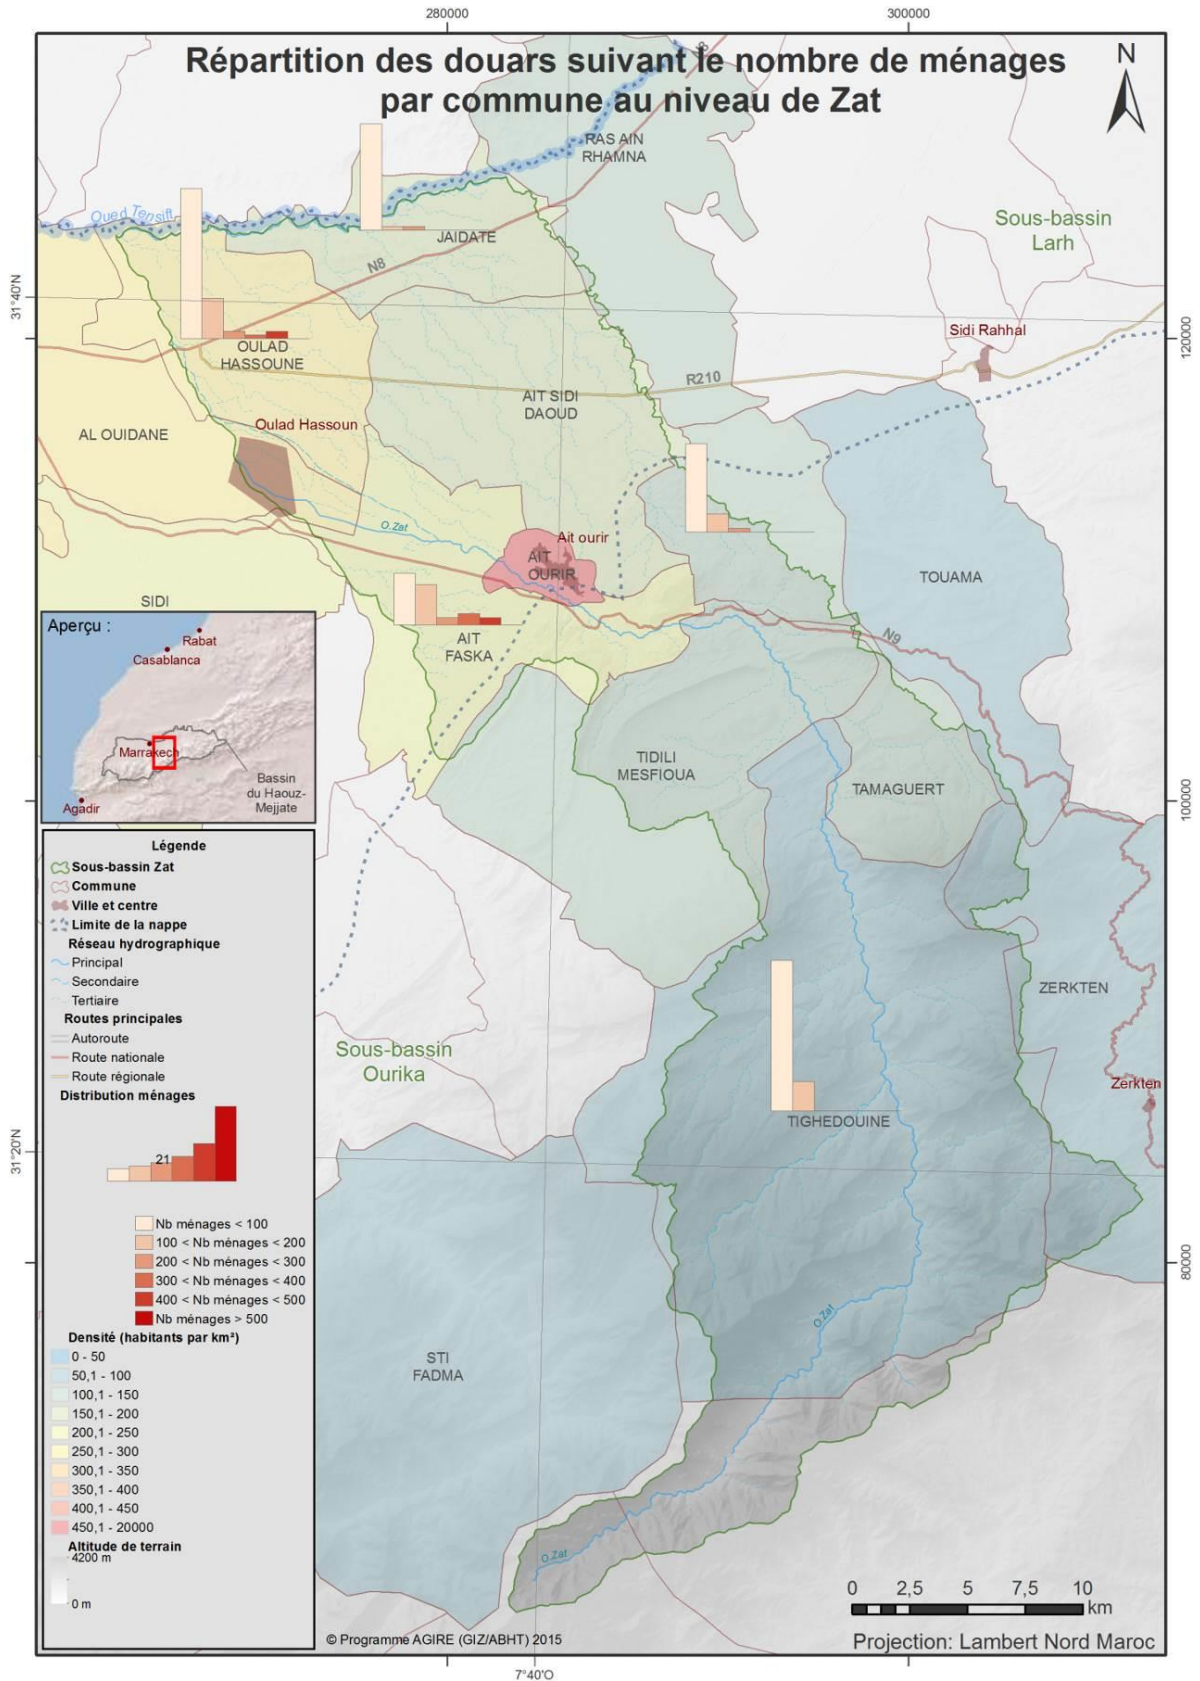 280000
300000
Répartition des douars suivant le nombre de ménages
par commune au niveau de Zat
N
N8
RAS AIN
RHAMNA
Oued Tensift
JAIDATE
Sous-bassin
Larh
N8
31°40'N
120000
Sidi Rahhal
OULAD
HASSOUNE
R210
AIT SIDI
DAOUD
Oulad Hassoun
AL OUIDANE
O.Zat
Ait ourir
AIT
OURIR
TOUAMA
SIDI
N9
AIT
FASKA
Aperçu :
Rabat
Casablanca
Marrakech
Agadir
Bassin
du Haouz-
Mejjate
TIDILI
MESFIOUA
TAMAGUERT
100000
ZERKTEN
Sous-bassin
Ourika
Zerkten
TIGHEDOUINE
31°20'N
80000
O.Zat
STI
FADMA
O.Zat
Légende
Sous-bassin Zat
Commune
Ville et centre
Limite de la nappe
Réseau hydrographique
Principal
Secondaire
Tertiaire
Routes principales
Autoroute
Route nationale
Route régionale
Distribution ménages
21
Nb ménages < 100
100 < Nb ménages < 200
200 < Nb ménages < 300
300 < Nb ménages < 400
400 < Nb ménages < 500
Nb ménages > 500
Densité (habitants par km²)
0 - 50
50,1 - 100
100,1 - 150
150,1 - 200
200,1 - 250
250,1 - 300
300,1 - 350
350,1 - 400
400,1 - 450
450,1 - 20000
Altitude de terrain
4200 m
0 m
0 2,5 5 7,5 10
km
© Programme AGIRE (GIZ/ABHT) 2015
Projection: Lambert Nord Maroc
7°40'O